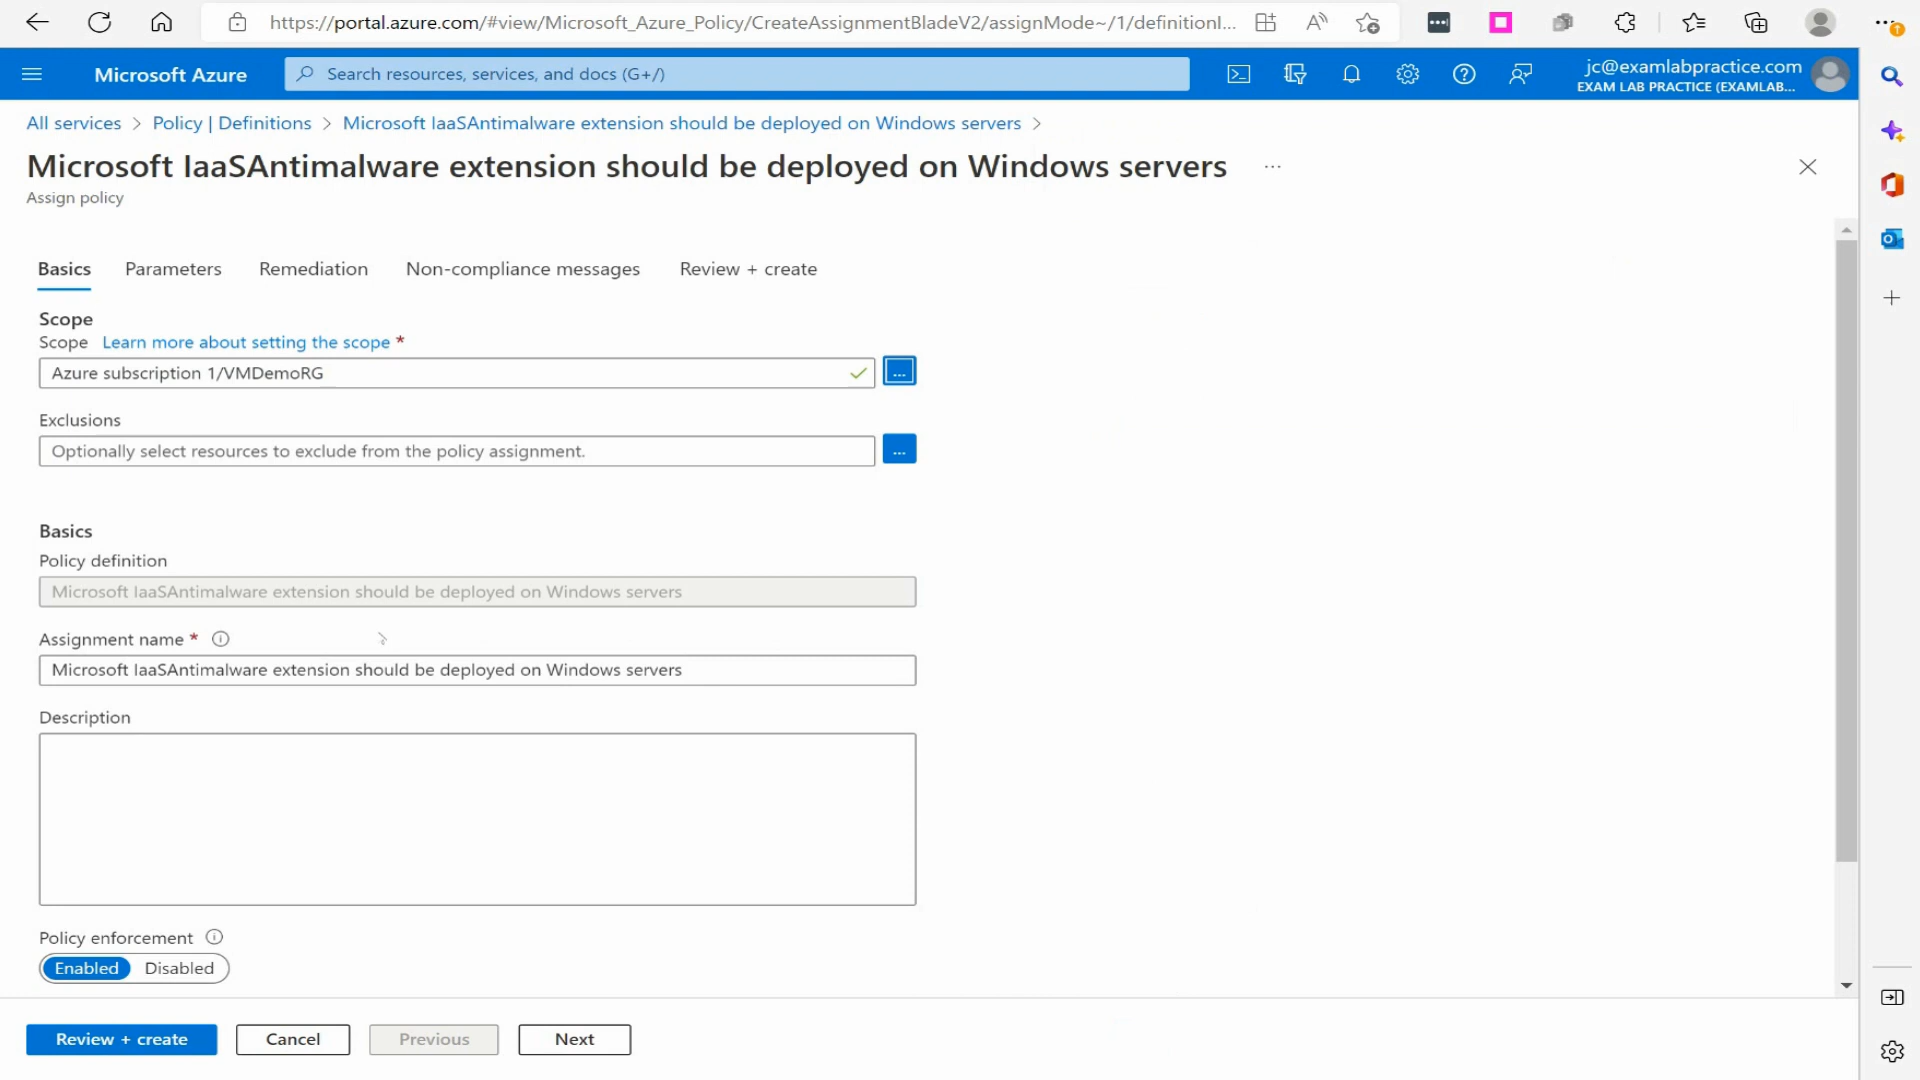 https://portal.azure.com/#view/Microsoft_Azure_Policy/CreateAssignmentBladeV2/assignMode~/1/definitionI...
Microsoft Azure
Search resources, services, and docs (G+/)
jc@examlabpractice.com
EXAM LAB PRACTICE (EXAMLAB...
All services > Policy | Definitions > Microsoft IaaSAntimalware extension should be deployed on Windows servers >
Microsoft IaaSAntimalware extension should be deployed on Windows servers ...
Assign policy
Basics Parameters Remediation Non-compliance messages Review + create
Scope
Scope Learn more about setting the scope *
Azure subscription 1/VMDemoRG
...
Exclusions
Optionally select resources to exclude from the policy assignment.
...
Basics
Policy definition
Microsoft IaaSAntimalware extension should be deployed on Windows servers
Assignment name *
Microsoft IaaSAntimalware extension should be deployed on Windows servers
Description
Policy enforcement
Enabled Disabled
Review + create Cancel Previous Next